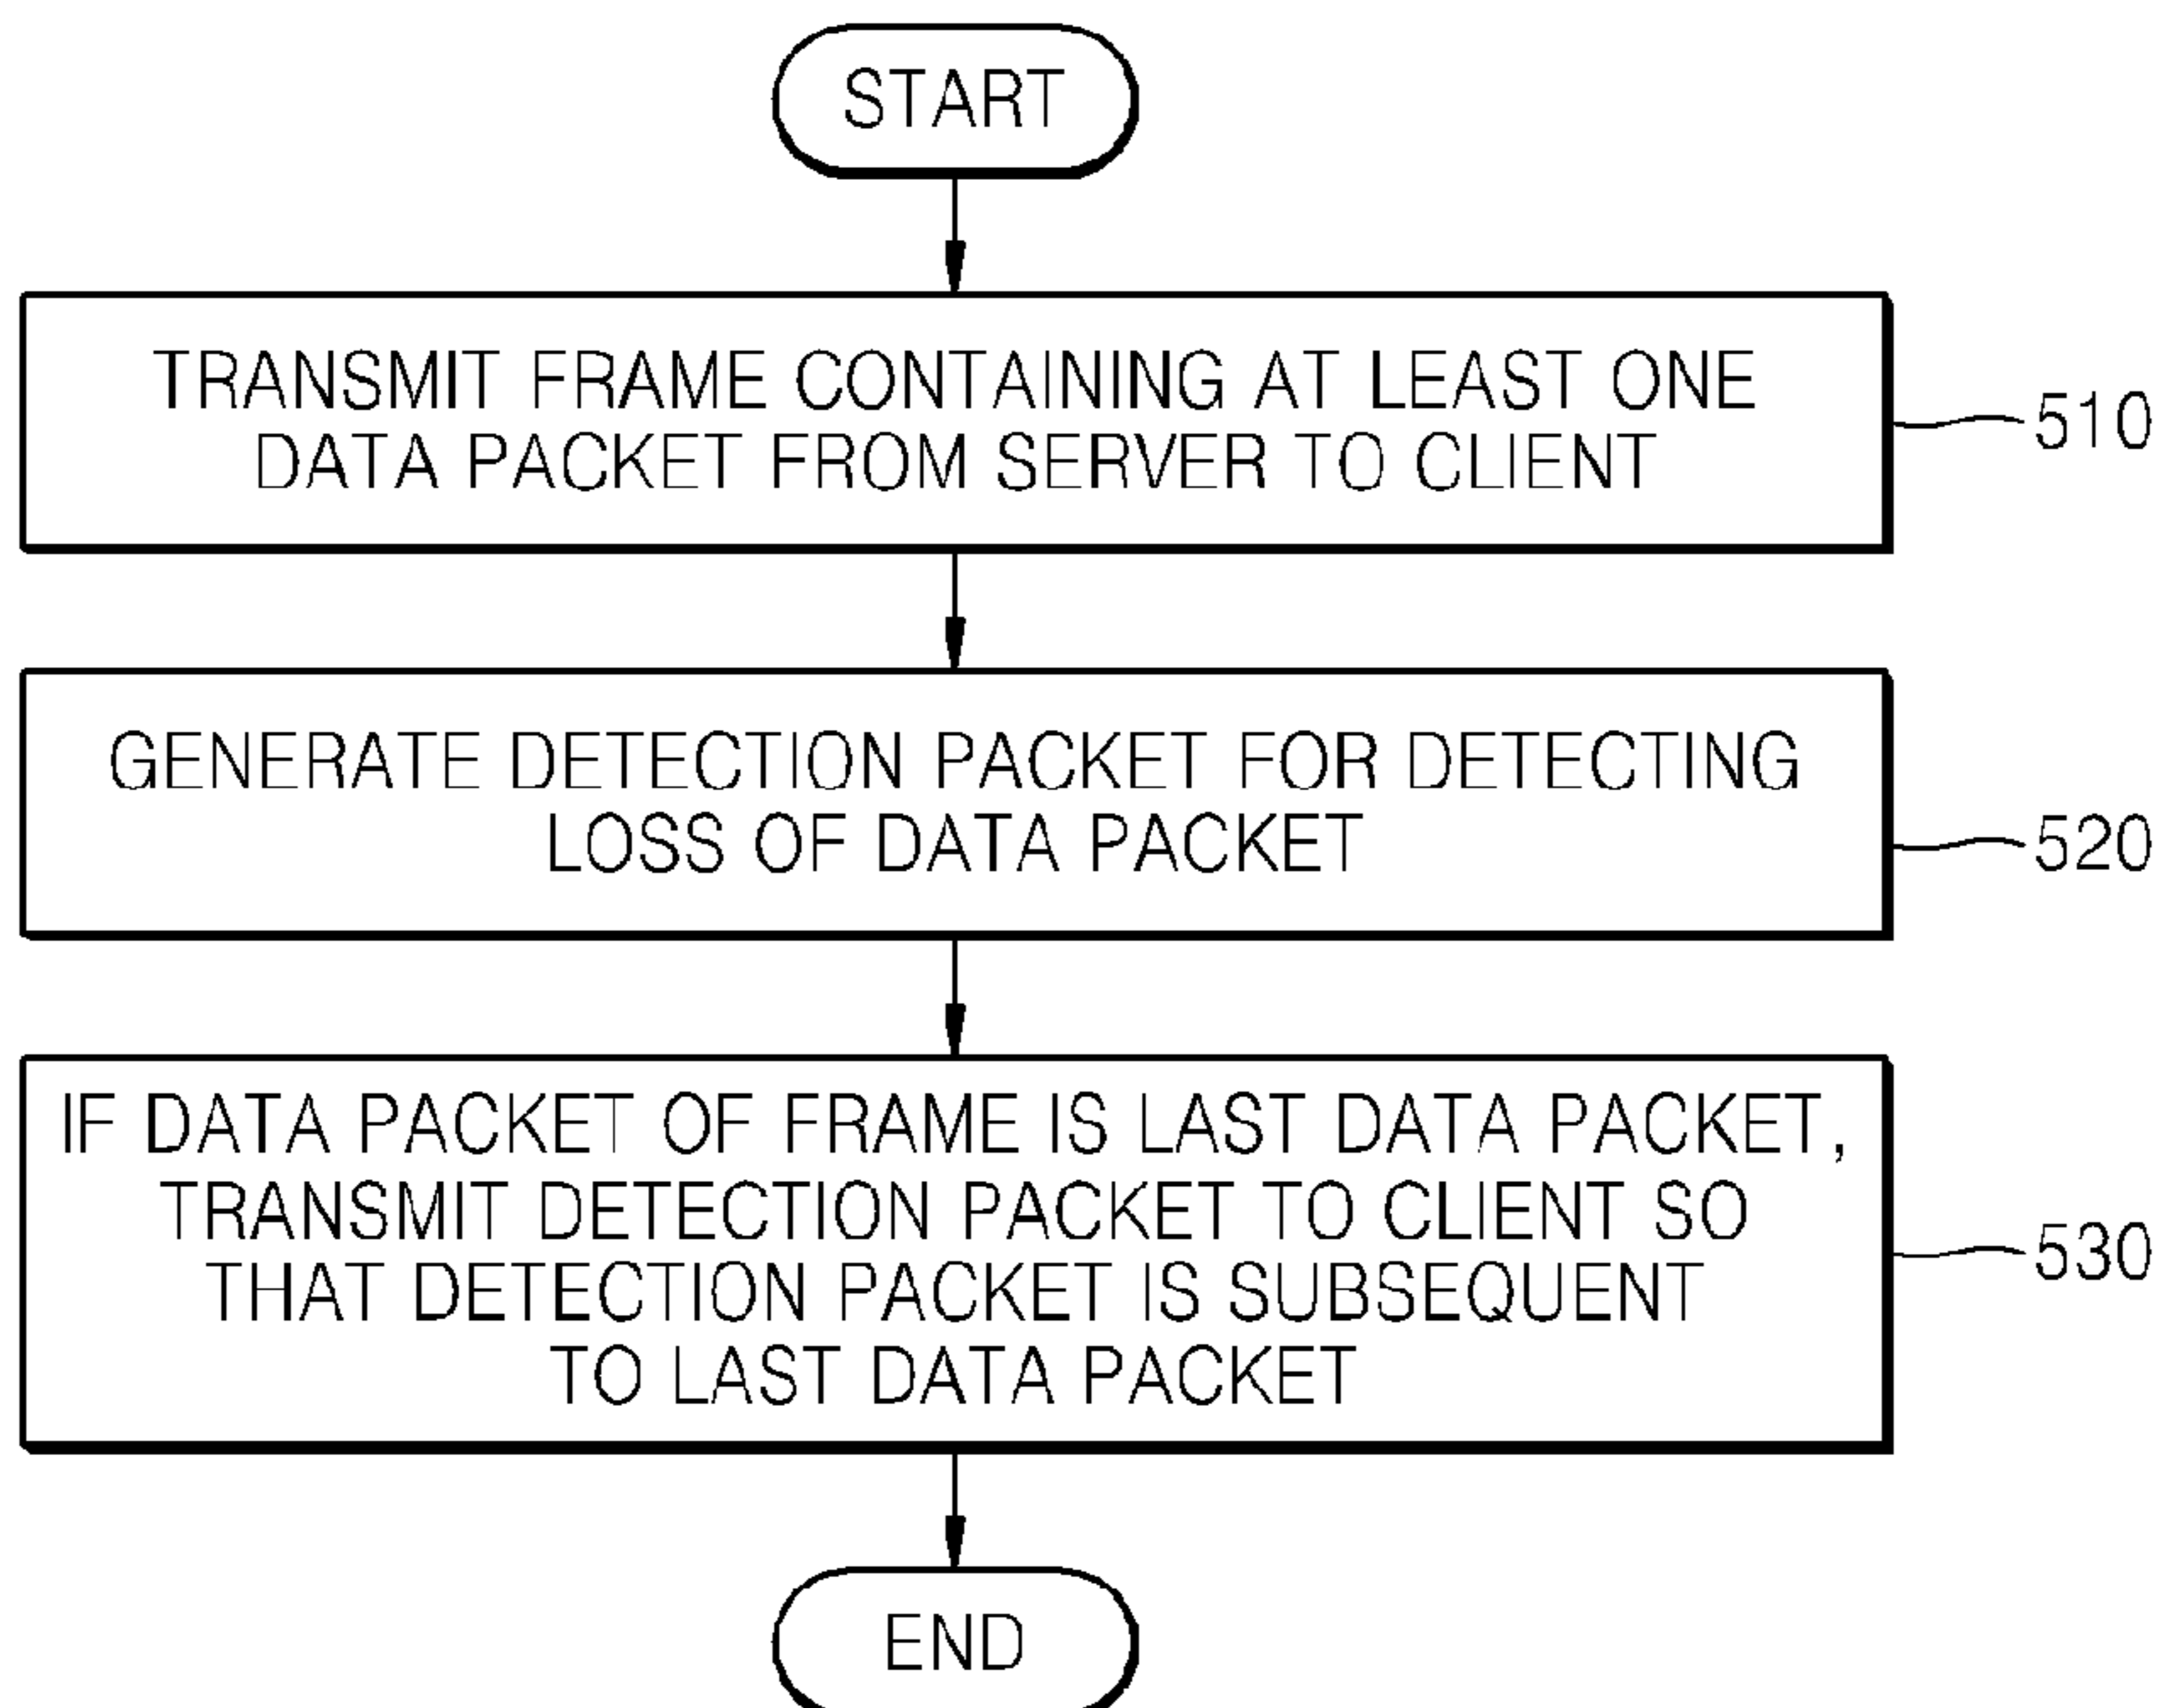 START
TRANSMIT FRAME CONTAINING AT LEAST ONE
DATA PACKET FROM SERVER TO CLIENT
510
GENERATE DETECTION PACKET FOR DETECTING
LOSS OF DATA PACKET
520
IF DATA PACKET OF FRAME IS LAST DATA PACKET,
TRANSMIT DETECTION PACKET TO CLIENT SO
THAT DETECTION PACKET IS SUBSEQUENT
TO LAST DATA PACKET
530
END